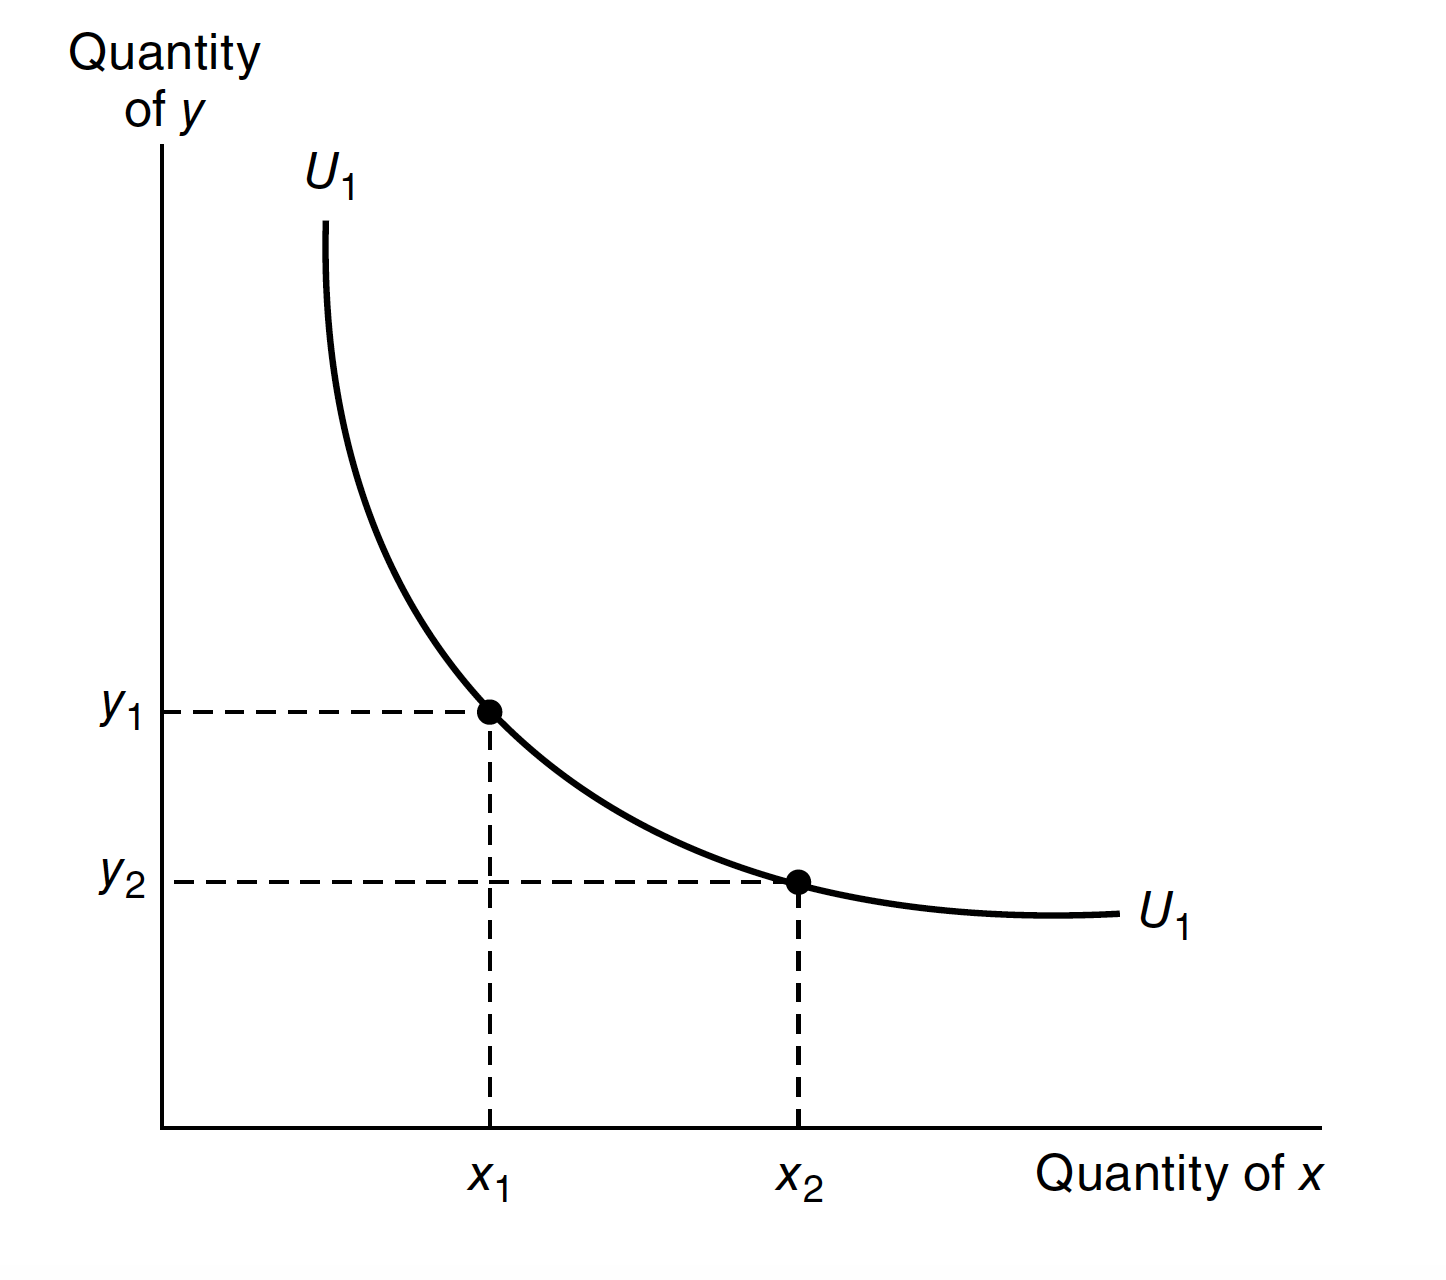 Quantity
of y
U₁
y₁
y₂
U₁
x₁
x₂
Quantity of x